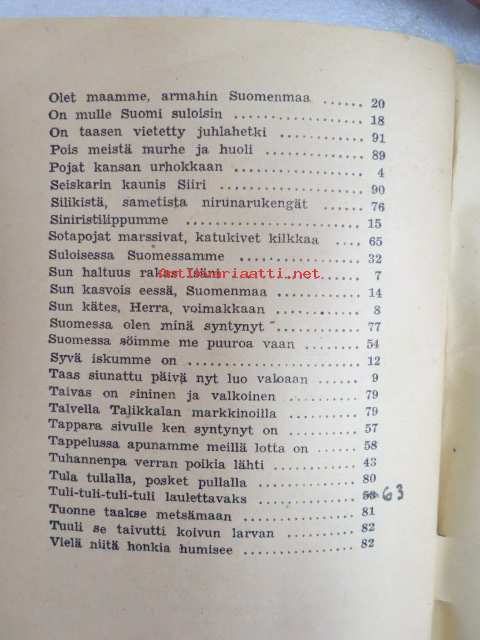 Olet maamme, armahin Suomenmaa ...... 20
On mulle Suomi suloisin .............. 18
On taasen vietetty juhlahetki ............ 91
Pois meistä murhe ja huoli .............. 89
Pojat kansan urhokkaan .............. 4
Seiskarin kaunis Siiri .............. 90
Silikistä, sametista nirunarukengät ...... 76
Siniristilippumme .............. 15
Sotapojat marssivat, katukivet kilkkaa .... 65
Suloisessa Suomessamme .............. 32
Sun haltuus rakas .............. 7
antikvariaatti.net
Sun kasvois eessä, Suomenmaa .......... 14
Sun kätes, Herra, voimakkaan .......... 8
Suomessa olen minä syntynyt .......... 77
Suomessa söimme me puuroa vaan ...... 54
Syvä iskumme on .............. 12
Taas siunattu päivä nyt luo valoaan ...... 9
Taivas on sininen ja valkoinen .......... 79
Talvella Tajikkalan markkinoilla .......... 79
Tappara sivulle ken syntynyt on .......... 57
Tappelussa apunamme meillä lotta on .... 58
Tuhannenpa verran poikia lähti .......... 43
Tula tullalla, posket pullalla .............. 80
Tuli-tuli-tuli-tuli laulettavaks .......... 58 63
Tuonne taakse metsämaan .............. 81
Tuuli se taivutti koivun larvan .......... 82
Vielä niitä honkia humisee .............. 82